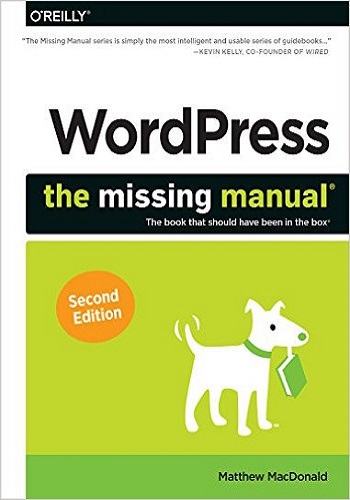 O'REILLY®
"The Missing Manual series is simply the most intelligent and usable series of guidebooks..."
—KEVIN KELLY, CO-FOUNDER OF WIRED
WordPress
the missing manual®
The book that should have been in the box®
Second
Edition
Matthew MacDonald